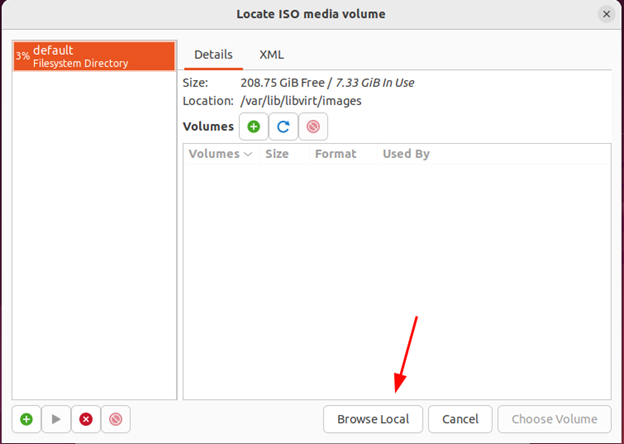 Locate ISO media volume
3% default
Filesystem Directory
Details XML
Size: 208.75 GiB Free / 7.33 GiB In Use
Location: /var/lib/libvirt/images
Volumes
Volumes Size Format Used By
Browse Local Cancel Choose Volume